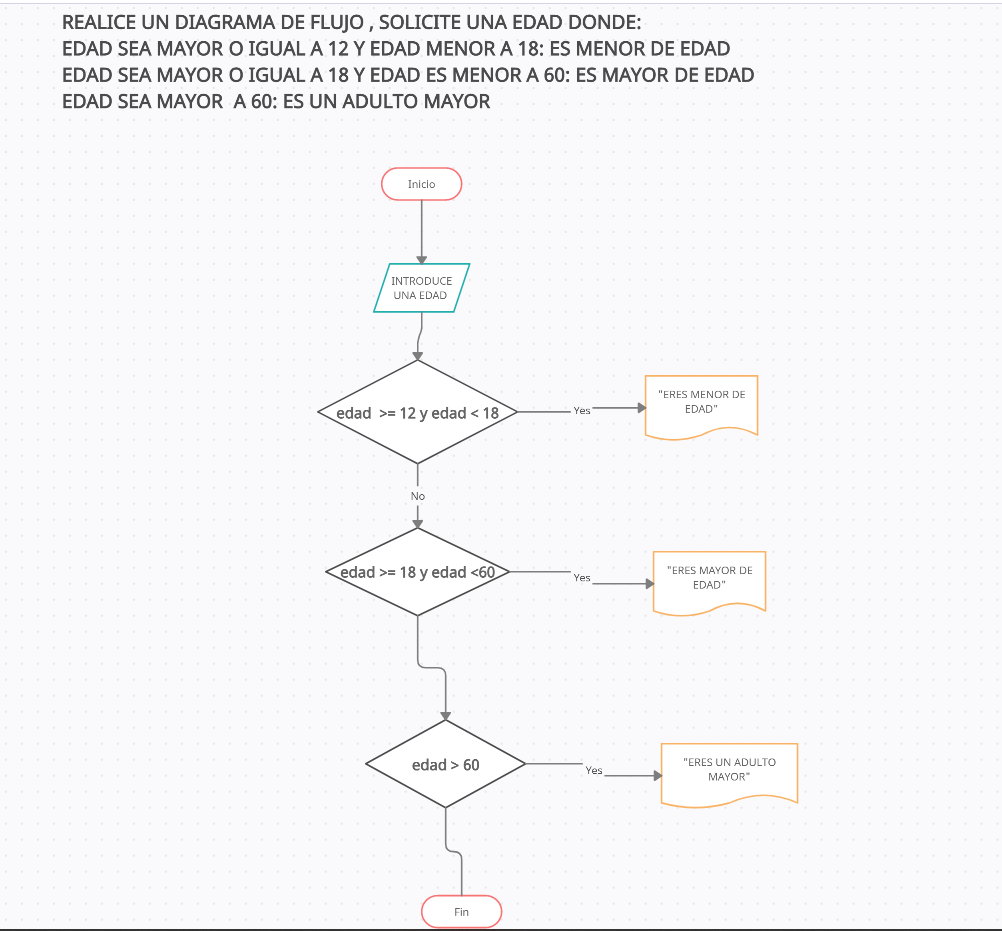 REALICE UN DIAGRAMA DE FLUJO , SOLICITE UNA EDAD DONDE:
EDAD SEA MAYOR O IGUAL A 12 Y EDAD MENOR A 18: ES MENOR DE EDAD
EDAD SEA MAYOR O IGUAL A 18 Y EDAD ES MENOR A 60: ES MAYOR DE EDAD
EDAD SEA MAYOR  A 60: ES UN ADULTO MAYOR
Inicio
INTRODUCE
UNA EDAD
edad  >= 12 y edad < 18
Yes
"ERES MENOR DE
EDAD"
No
edad >= 18 y edad <60
Yes
"ERES MAYOR DE
EDAD"
edad > 60
Yes
"ERES UN ADULTO
MAYOR"
Fin